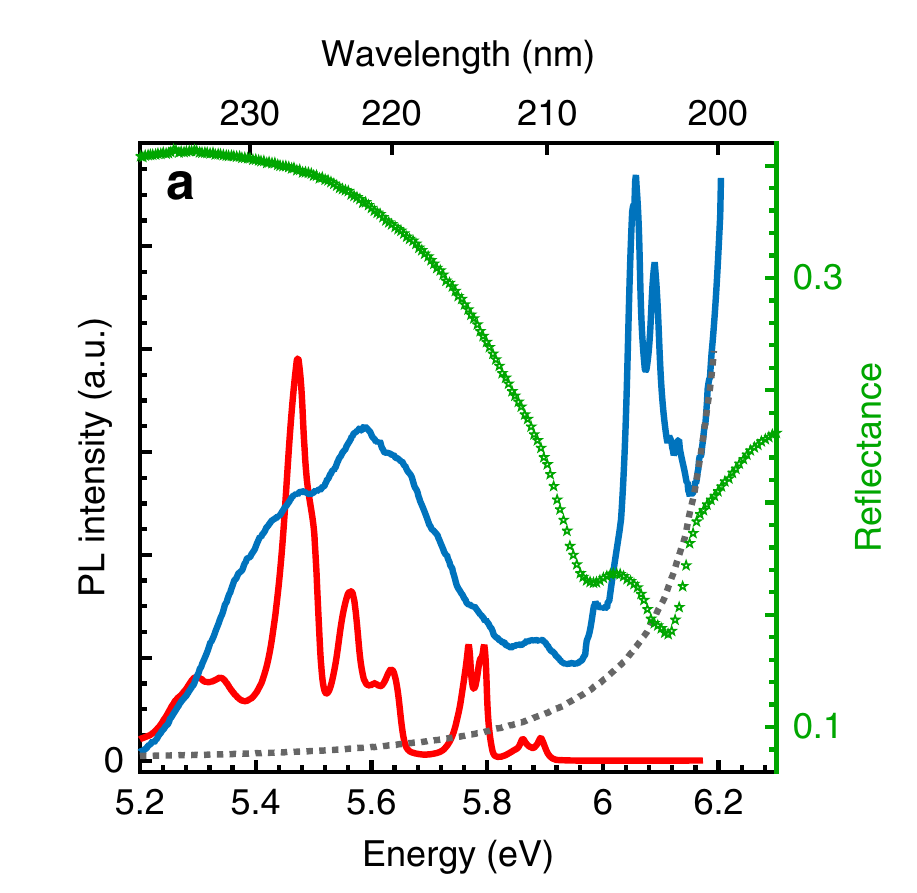 Wavelength (nm)
230 220 210 200
a
PL intensity (a.u.)
0.3
Reflectance
0.1
0
5.2 5.4 5.6 5.8 6 6.2
Energy (eV)